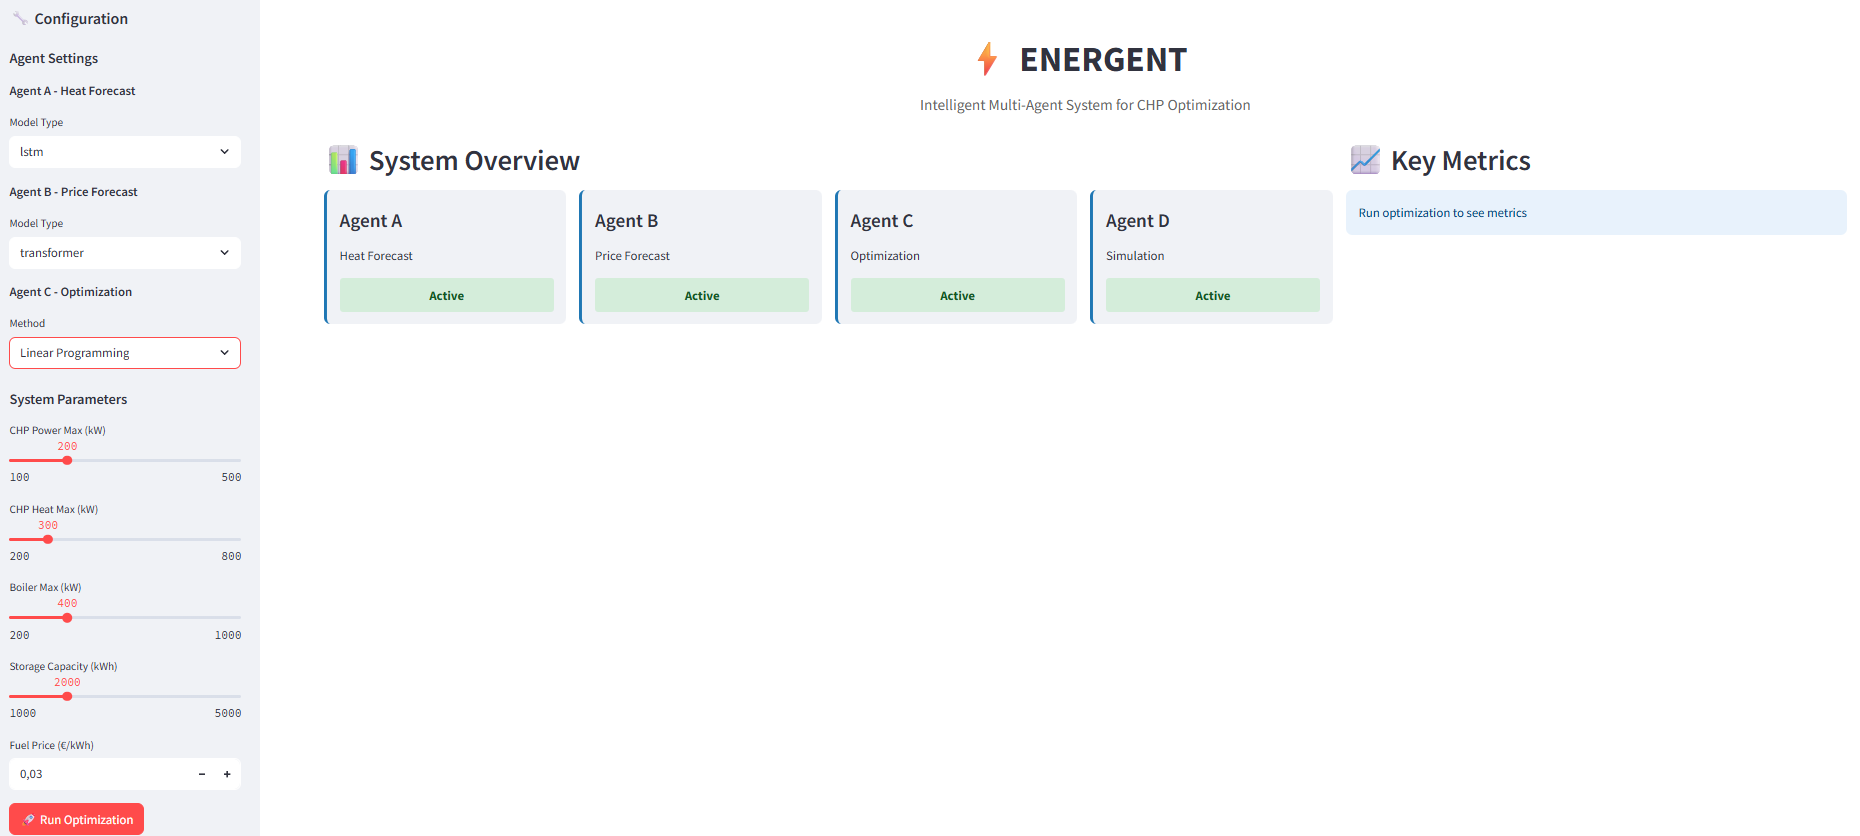 Configuration
Agent Settings
Agent A - Heat Forecast
Model Type
lstm
Agent B - Price Forecast
Model Type
transformer
Agent C - Optimization
Method
Linear Programming
System Parameters
CHP Power Max (kW)
200
100 500
CHP Heat Max (kW)
300
200 800
Boiler Max (kW)
400
200 1000
Storage Capacity (kWh)
2000
1000 5000
Fuel Price (€/kWh)
0,03 − +
Run Optimization
ENERGENT
Intelligent Multi-Agent System for CHP Optimization
System Overview
Agent A
Heat Forecast
Active
Agent B
Price Forecast
Active
Agent C
Optimization
Active
Agent D
Simulation
Active
Key Metrics
Run optimization to see metrics